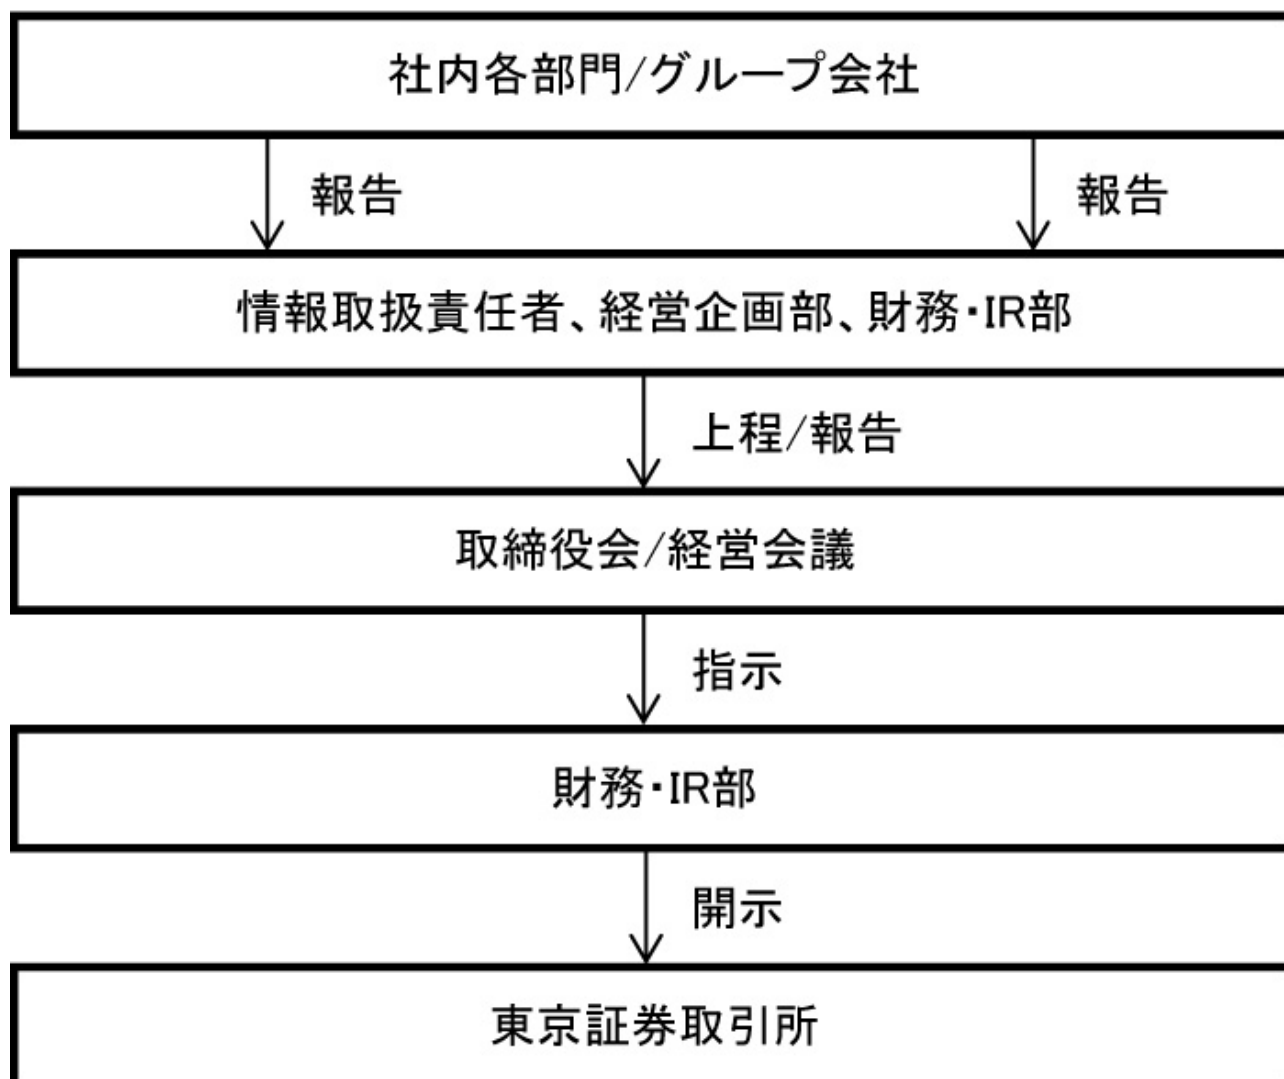 社内各部門/グループ会社
報告
報告
情報取扱責任者、経営企画部、財務・IR部
上程/報告
取締役会/経営会議
指示
財務・IR部
開示
東京証券取引所